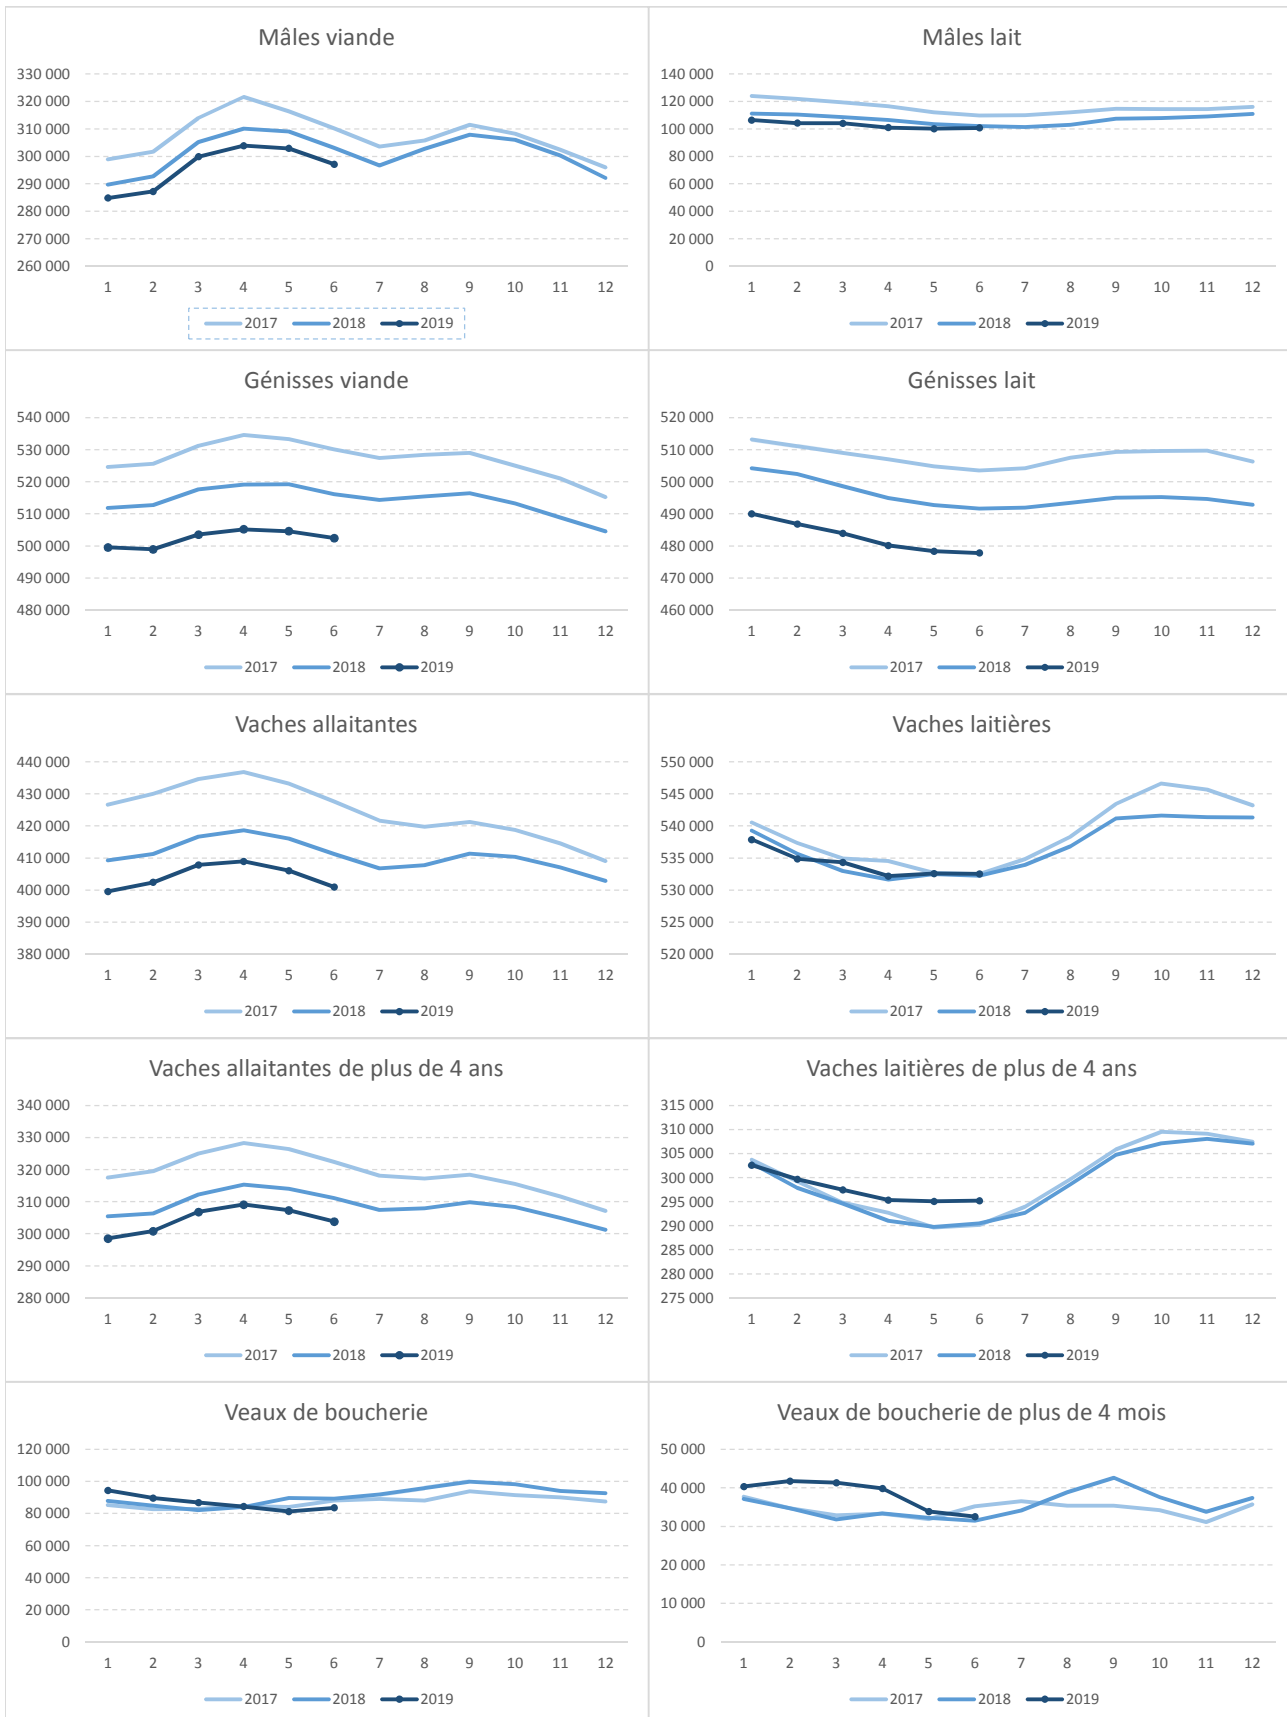 Mâles viande
330 000
320 000
310 000
300 000
290 000
280 000
270 000
260 000
1 2 3 4 5 6 7 8 9 10 11 12
2017 2018 2019
Mâles lait
140 000
120 000
100 000
80 000
60 000
40 000
20 000
0
1 2 3 4 5 6 7 8 9 10 11 12
2017 2018 2019
Génisses viande
540 000
530 000
520 000
510 000
500 000
490 000
480 000
1 2 3 4 5 6 7 8 9 10 11 12
2017 2018 2019
Génisses lait
520 000
510 000
500 000
490 000
480 000
470 000
460 000
1 2 3 4 5 6 7 8 9 10 11 12
2017 2018 2019
Vaches allaitantes
440 000
430 000
420 000
410 000
400 000
390 000
380 000
1 2 3 4 5 6 7 8 9 10 11 12
2017 2018 2019
Vaches laitières
550 000
545 000
540 000
535 000
530 000
525 000
520 000
1 2 3 4 5 6 7 8 9 10 11 12
2017 2018 2019
Vaches allaitantes de plus de 4 ans
340 000
330 000
320 000
310 000
300 000
290 000
280 000
1 2 3 4 5 6 7 8 9 10 11 12
2017 2018 2019
Vaches laitières de plus de 4 ans
315 000
310 000
305 000
300 000
295 000
290 000
285 000
280 000
275 000
1 2 3 4 5 6 7 8 9 10 11 12
2017 2018 2019
Veaux de boucherie
120 000
100 000
80 000
60 000
40 000
20 000
0
1 2 3 4 5 6 7 8 9 10 11 12
2017 2018 2019
Veaux de boucherie de plus de 4 mois
50 000
40 000
30 000
20 000
10 000
0
1 2 3 4 5 6 7 8 9 10 11 12
2017 2018 2019